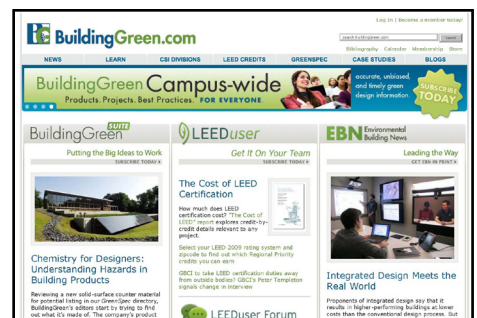 Log In | Become a member today!
BuildingGreen.com
search buildinggreen.com
Bibliography Calendar Membership Store
NEWS LEARN CSI DIVISIONS LEED CREDITS GREENSPEC CASE STUDIES BLOGS
BuildingGreen Campus-wide
Products. Projects. Best Practices. FOR EVERYONE.
accurate, unbiased,
and timely green
design information.
SUBSCRIBE
TODAY
BuildingGreen SUITE
Putting the Big Ideas to Work
SUBSCRIBE TODAY
Chemistry for Designers:
Understanding Hazards in
Building Products
Reviewing a new solid-surface counter material
for potential listing in our GreenSpec directory,
BuildingGreen's editors start by trying to find
out what it's made of. The company's product
LEEDuser
Get It On Your Team
SUBSCRIBE TODAY
The Cost of LEED
Certification
How much does LEED
certification cost? "The Cost of
LEED" report explores credit-by-
credit details relevant to any
project.
Select your LEED 2009 rating system and
zipcode to find out which Regional Priority
credits you can earn
GBCI to take LEED certification duties away
from outside bodies? GBCI's Peter Templeton
signals change in interview
LEEDuser Forum
EBN Environmental
Building News
Leading the Way
GET EBN IN PRINT
Integrated Design Meets the
Real World
Proponents of integrated design say that it
results in higher-performing buildings at lower
costs than the conventional design process. But